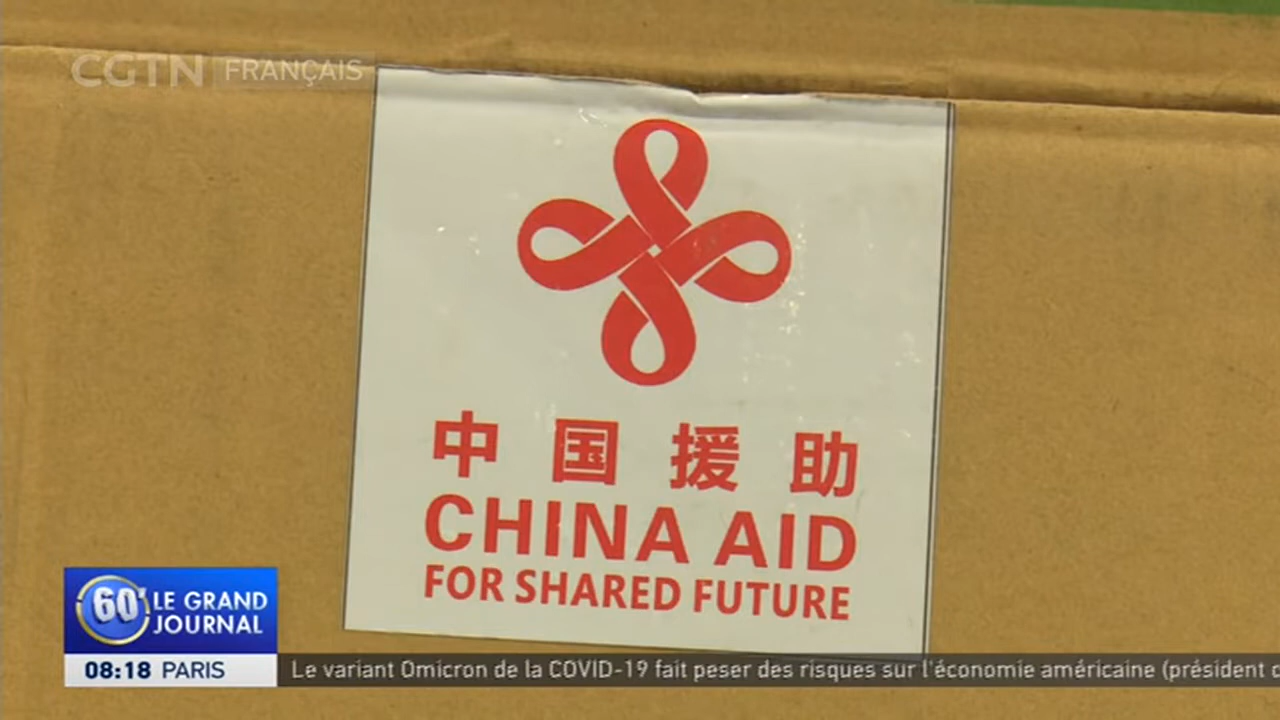 CGTN FRANÇAIS
中国援助
CHINA AID
FOR SHARED FUTURE
60' LE GRAND
JOURNAL
08:18 PARIS
Le variant Omicron de la COVID-19 fait peser des risques sur l'économie américaine (président